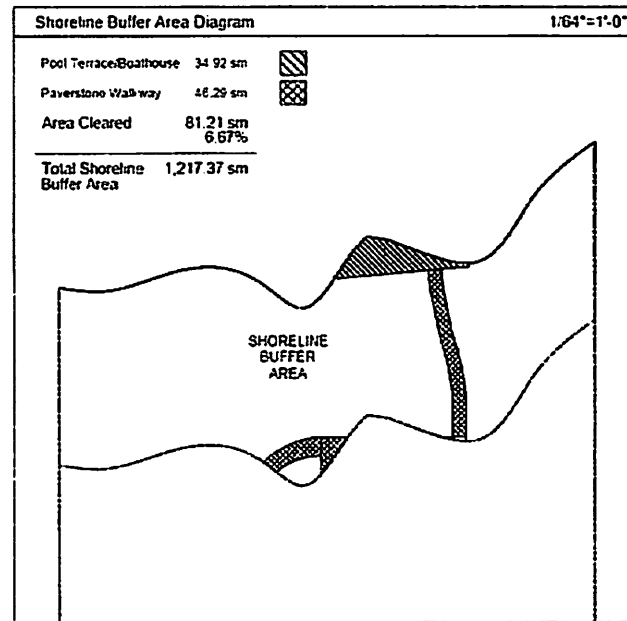 Shoreline Buffer Area Diagram 1/64"=1'-0"
Pool Terrace/Boathouse 34.92 sm
Paverstone Walkway 46.29 sm
Area Cleared 81.21 sm
6.67%
Total Shoreline 1,217.37 sm
Buffer Area
SHORELINE
BUFFER
AREA